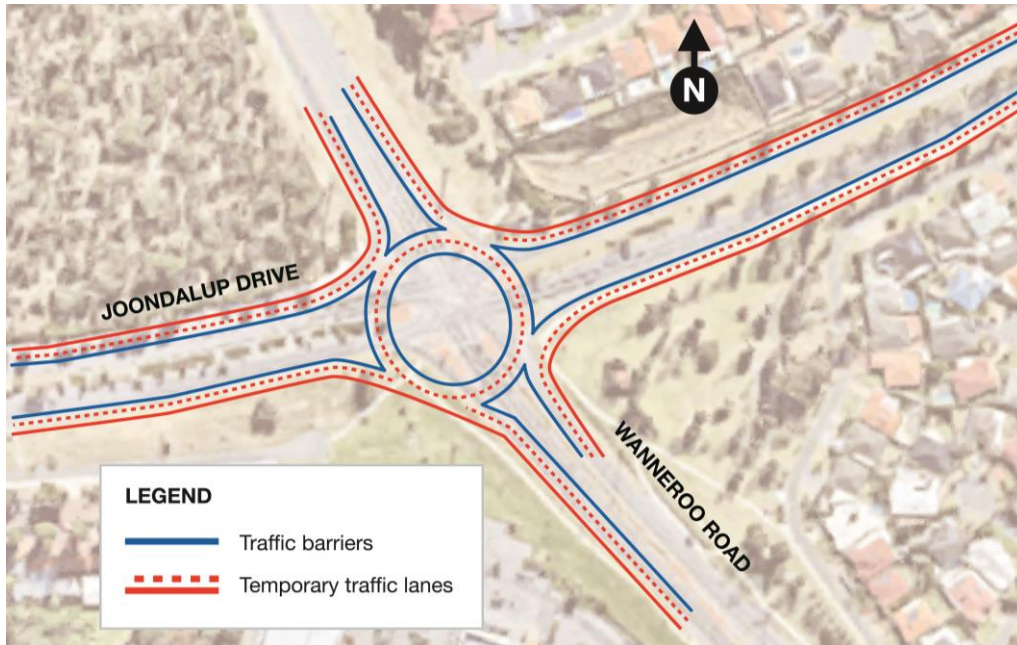 N
JOONDALUP DRIVE
WANNEROO ROAD
LEGEND
Traffic barriers
Temporary traffic lanes